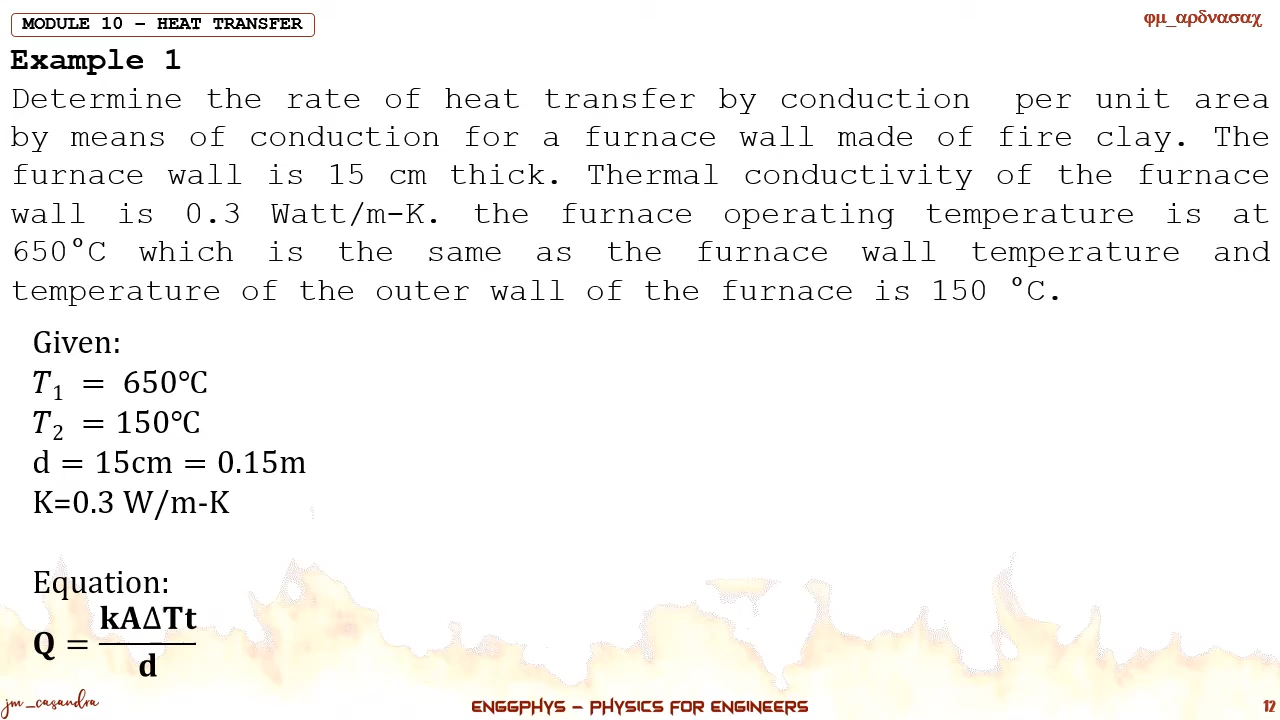 MODULE 10 – HEAT TRANSFER
φμ_αρδνασαχ
Example 1
Determine the rate of heat transfer by conduction per unit area
by means of conduction for a furnace wall made of fire clay. The
furnace wall is 15 cm thick. Thermal conductivity of the furnace
wall is 0.3 Watt/m-K. the furnace operating temperature is at
650°C which is the same as the furnace wall temperature and
temperature of the outer wall of the furnace is 150 °C.
Given:
T₁ = 650℃
T₂ = 150℃
d = 15cm = 0.15m
K=0.3 W/m-K
Equation:
Q = kAΔTt / d
jm_casandra
ENGGPHYS – PHYSICS FOR ENGINEERS
12